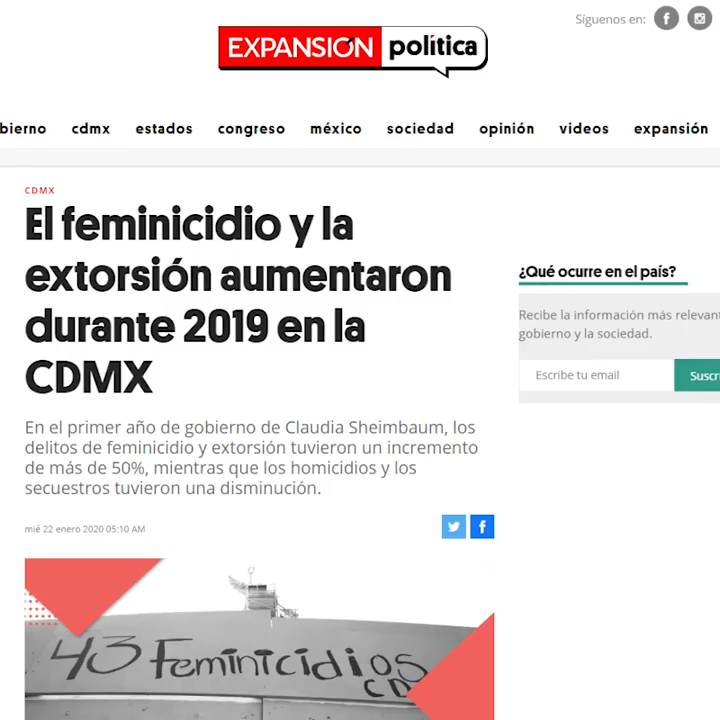 Síguenos en:
EXPANSIÓN política
cdmx estados congreso méxico sociedad opinión videos expansión
CDMX
El feminicidio y la
extorsión aumentaron
durante 2019 en la
CDMX
En el primer año de gobierno de Claudia Sheimbaum, los
delitos de feminicidio y extorsión tuvieron un incremento
de más de 50%, mientras que los homicidios y los
secuestros tuvieron una disminución.
mié 22 enero 2020 05:10 AM
¿Qué ocurre en el país?
Recibe la información más
gobierno y la sociedad.
Escribe tu email
43 Feminicidios